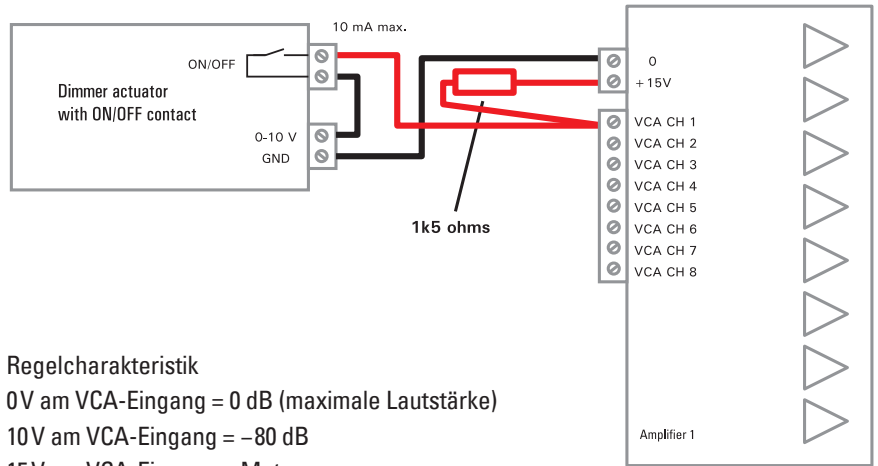 10 mA max.
ON/OFF
Dimmer actuator
with ON/OFF contact
0-10 V
GND
0
+15V
VCA CH 1
VCA CH 2
VCA CH 3
VCA CH 4
VCA CH 5
VCA CH 6
VCA CH 7
VCA CH 8
1k5 ohms
Amplifier 1
Regelcharakteristik
0V am VCA-Eingang = 0 dB (maximale Lautstärke)
10V am VCA-Eingang = –80 dB